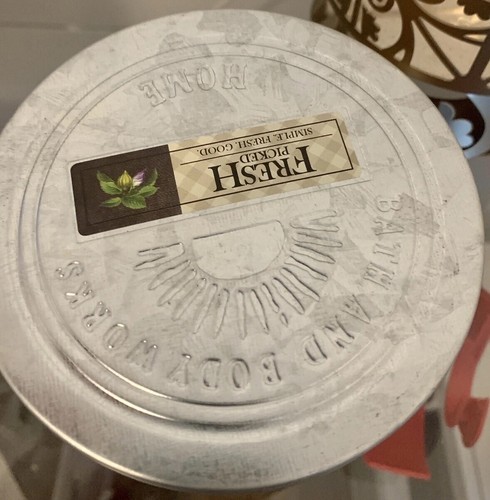 HOME
FRESH
PICKED
SIMPLE. FRESH. GOOD.
BATH AND BODY WORKS